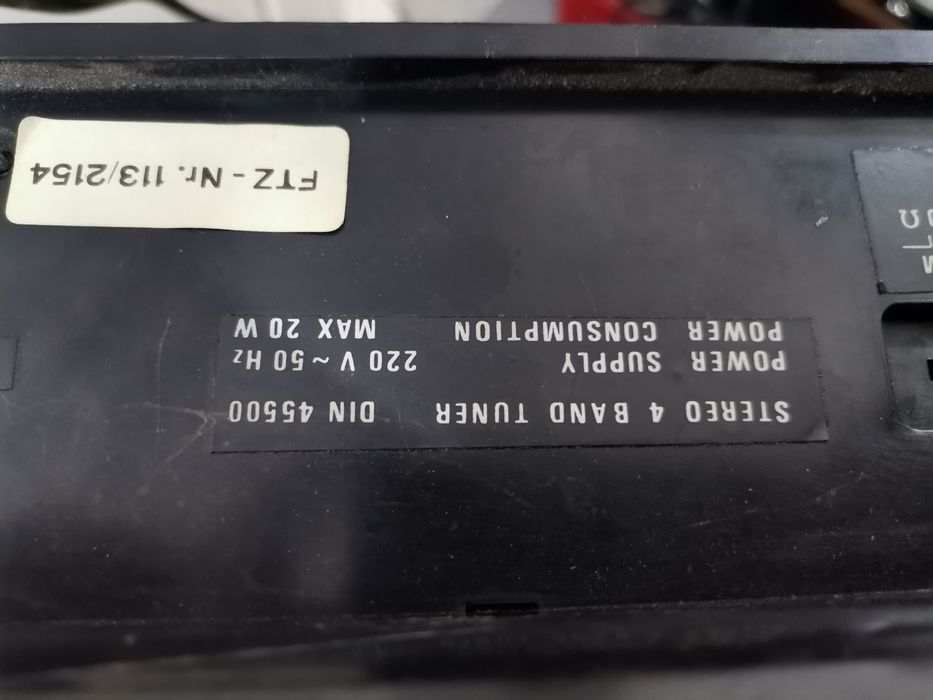 STEREO 4 BAND TUNER DIN 45500
POWER SUPPLY 220 V ~ 50 Hz
POWER CONSUMPTION MAX 20 W
FTZ - Nr. 113/2154